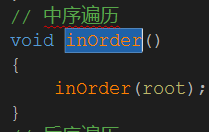 // 中序遍历
void inOrder()
{
inOrder(root);
}